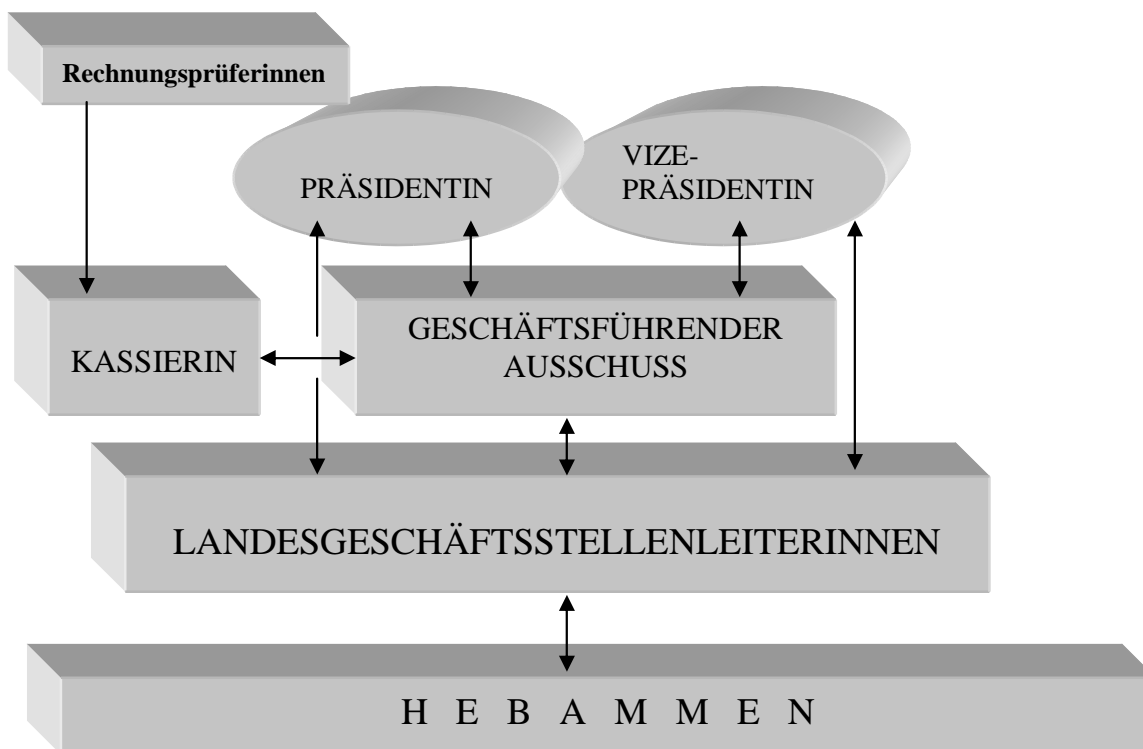 Rechnungsprüferinnen
PRÄSIDENTIN
VIZE-
PRÄSIDENTIN
KASSIERIN
GESCHÄFTSFÜHRENDER
AUSSCHUSS
LANDESGESCHÄFTSSTELLENLEITERINNEN
H E B A M M E N